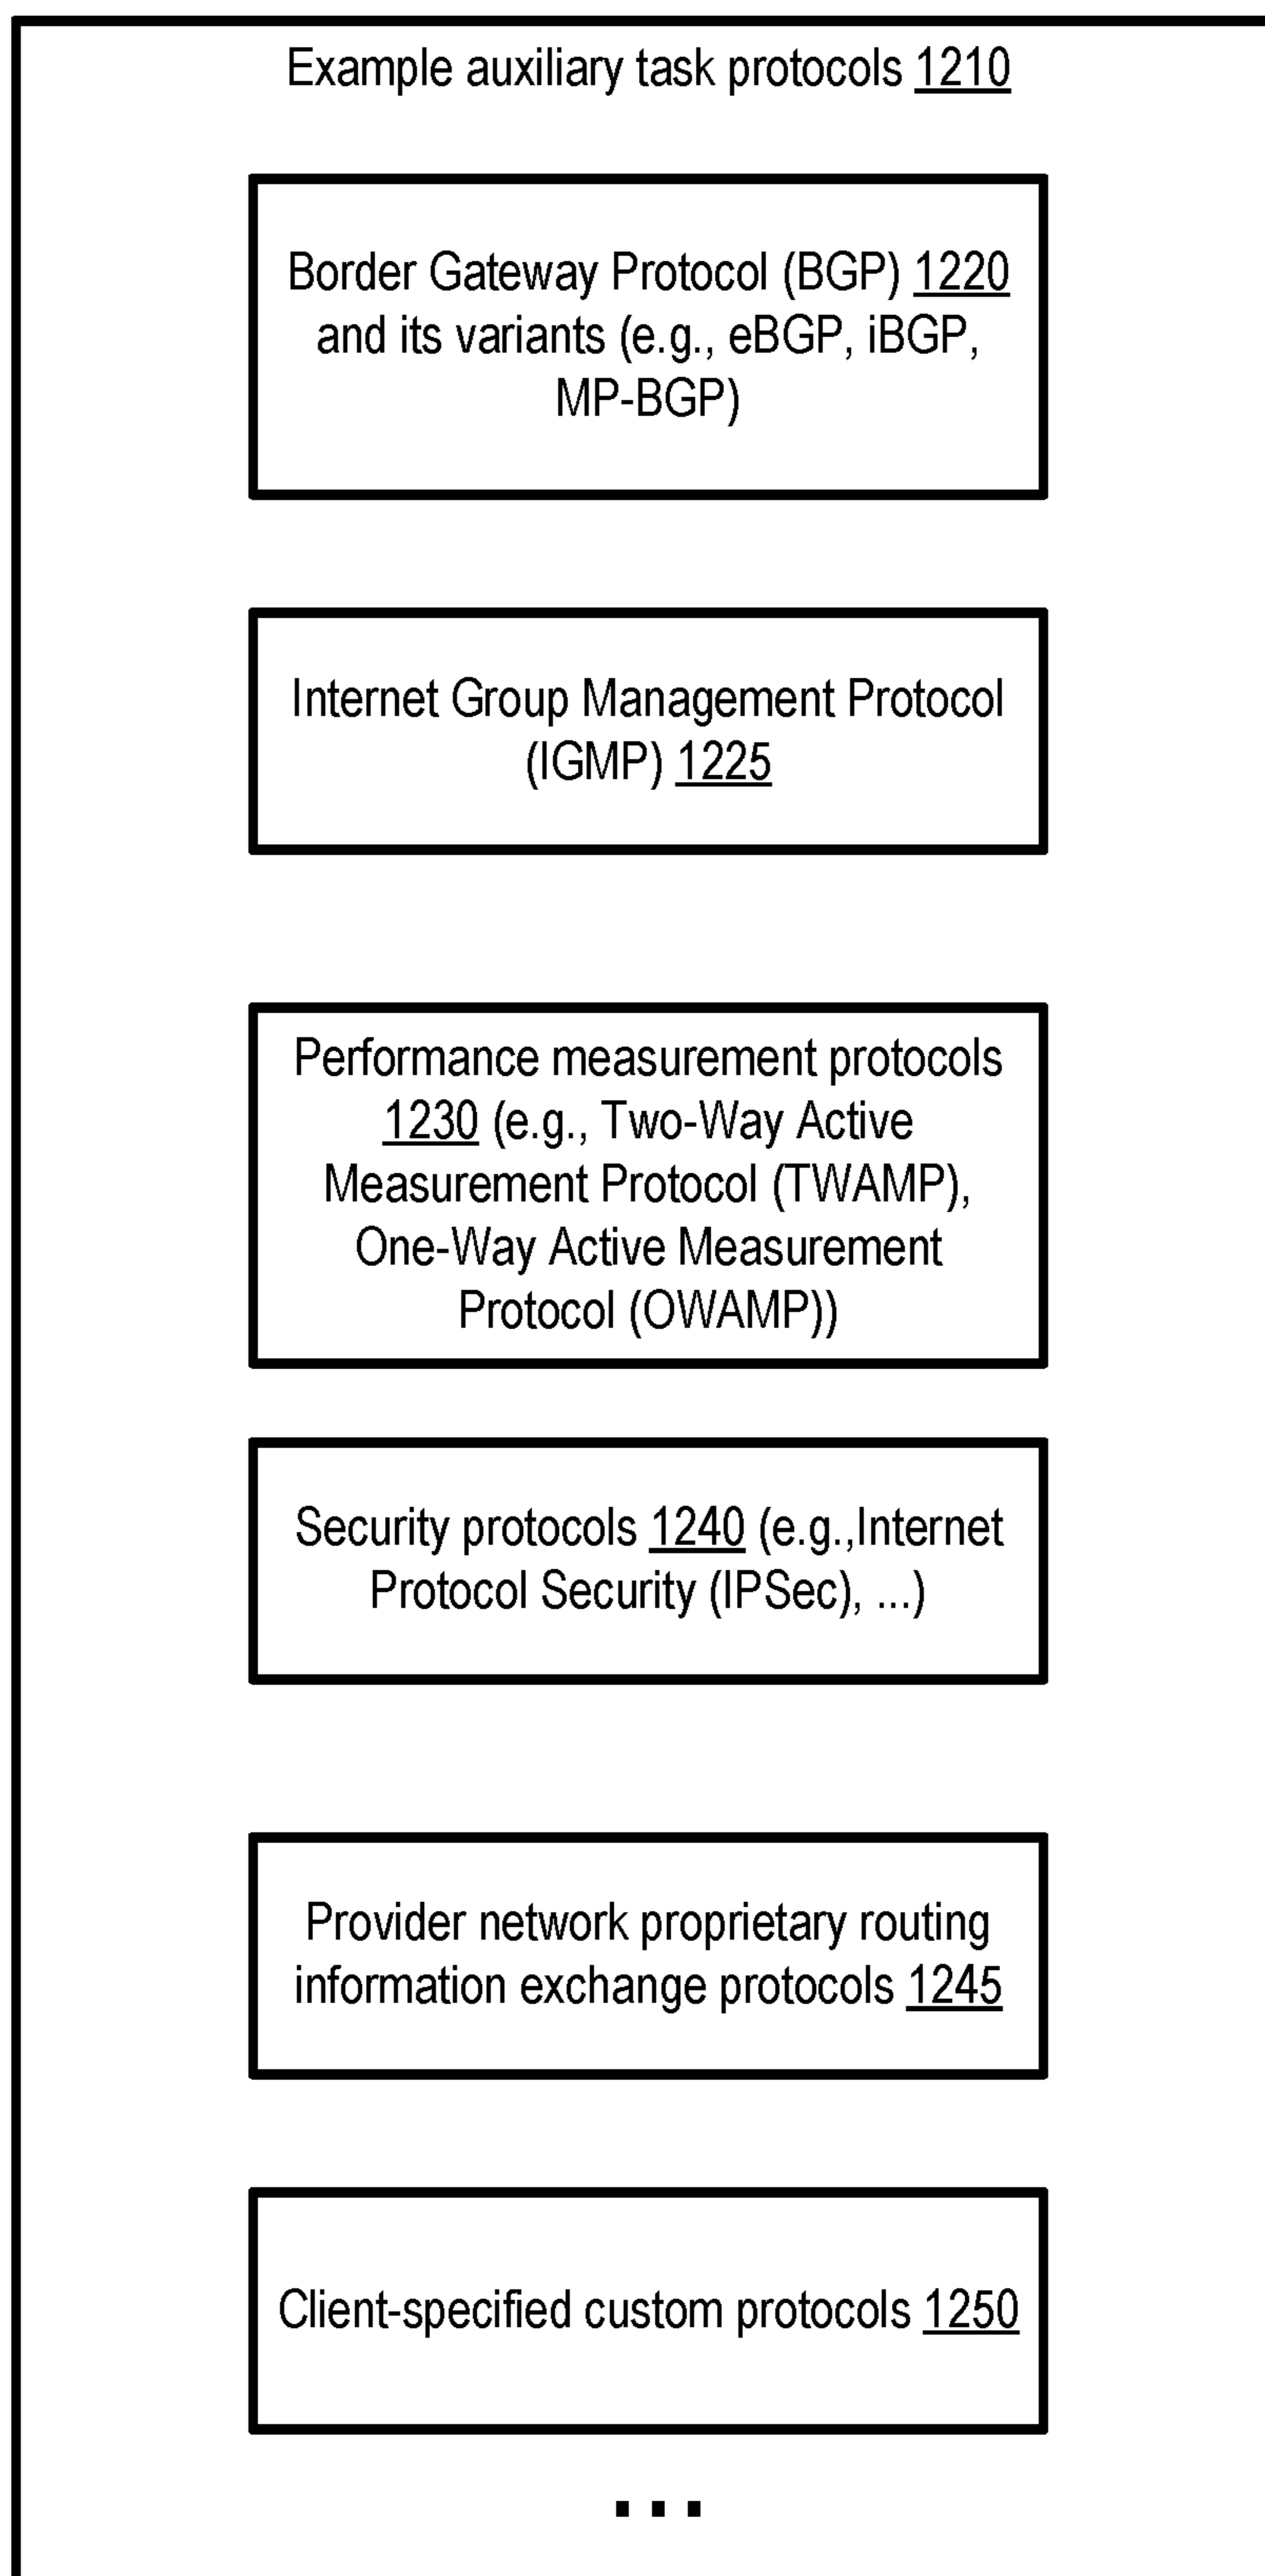 Example auxiliary task protocols 1210
Border Gateway Protocol (BGP) 1220
and its variants (e.g., eBGP, iBGP,
MP-BGP)
Internet Group Management Protocol
(IGMP) 1225
Performance measurement protocols
1230 (e.g., Two-Way Active
Measurement Protocol (TWAMP),
One-Way Active Measurement
Protocol (OWAMP))
Security protocols 1240 (e.g.,Internet
Protocol Security (IPSec), ...)
Provider network proprietary routing
information exchange protocols 1245
Client-specified custom protocols 1250
...